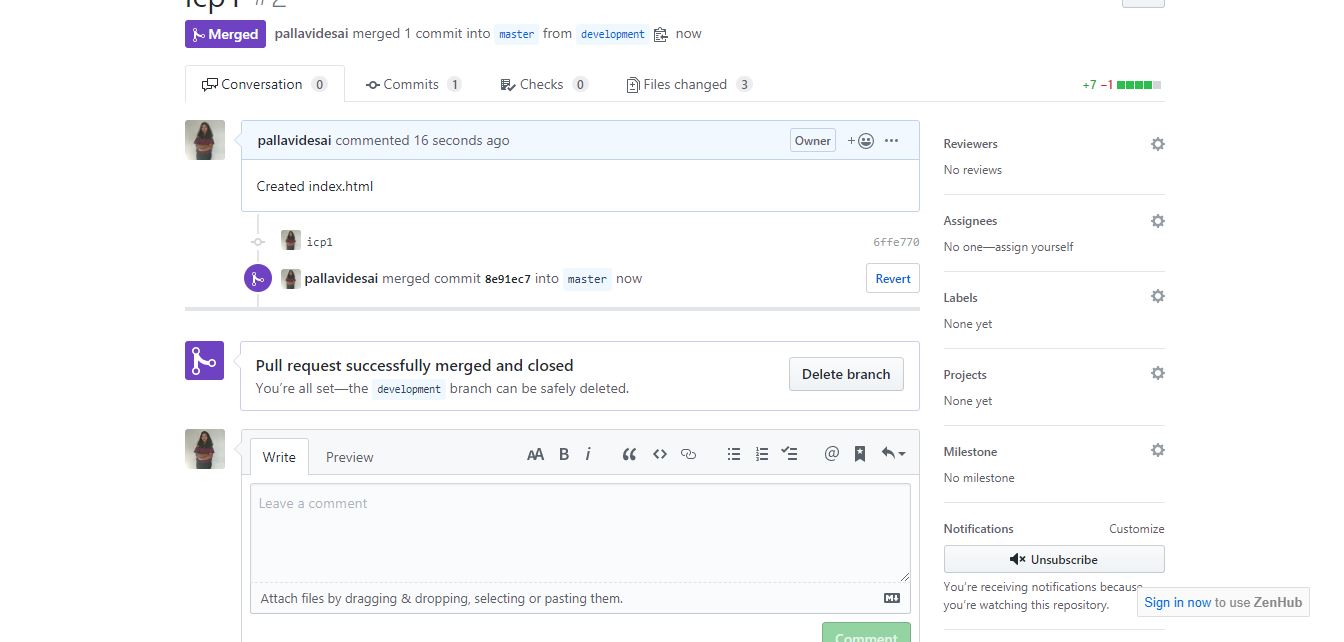 icp1 #2
Merged pallavidesai merged 1 commit into master from development now
Conversation 0 Commits 1 Checks 0 Files changed 3 +7 −1
pallavidesai commented 16 seconds ago Owner
Created index.html
icp1 6ffe770
pallavidesai merged commit 8e91ec7 into master now Revert
Pull request successfully merged and closed
You’re all set—the development branch can be safely deleted.
Delete branch
Write Preview AA B i @
Leave a comment
Attach files by dragging & dropping, selecting or pasting them.
Comment
Reviewers
No reviews
Assignees
No one—assign yourself
Labels
None yet
Projects
None yet
Milestone
No milestone
Notifications Customize
Unsubscribe
You’re receiving notifications because
you’re watching this repository.
Sign in now to use ZenHub